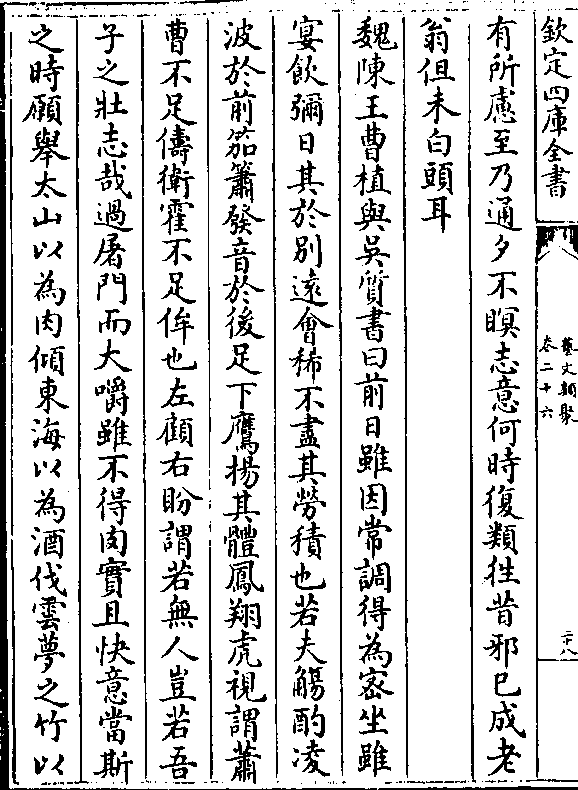 欽定四庫全書
藝文類聚
卷二十六
二十八
有所慮至乃通夕不瞑志意何時復類徃昔邪已成老
翁但未白頭耳
魏陳王曹植與吳質書曰前日雖因常調得為宻坐雖
宴飲彌日其於別逺會稀不盡其勞積也若夫觴酌凌
波於前笳簫發音於後足下鷹揚其體鳳翔虎視謂蕭
曹不足儔衛霍不足侔也左顧右盼謂若無人豈若吾
子之壯志哉過屠門而大嚼雖不得肉實且快意當斯
之時願舉太山以為肉傾東海以為酒伐雲夢之竹以